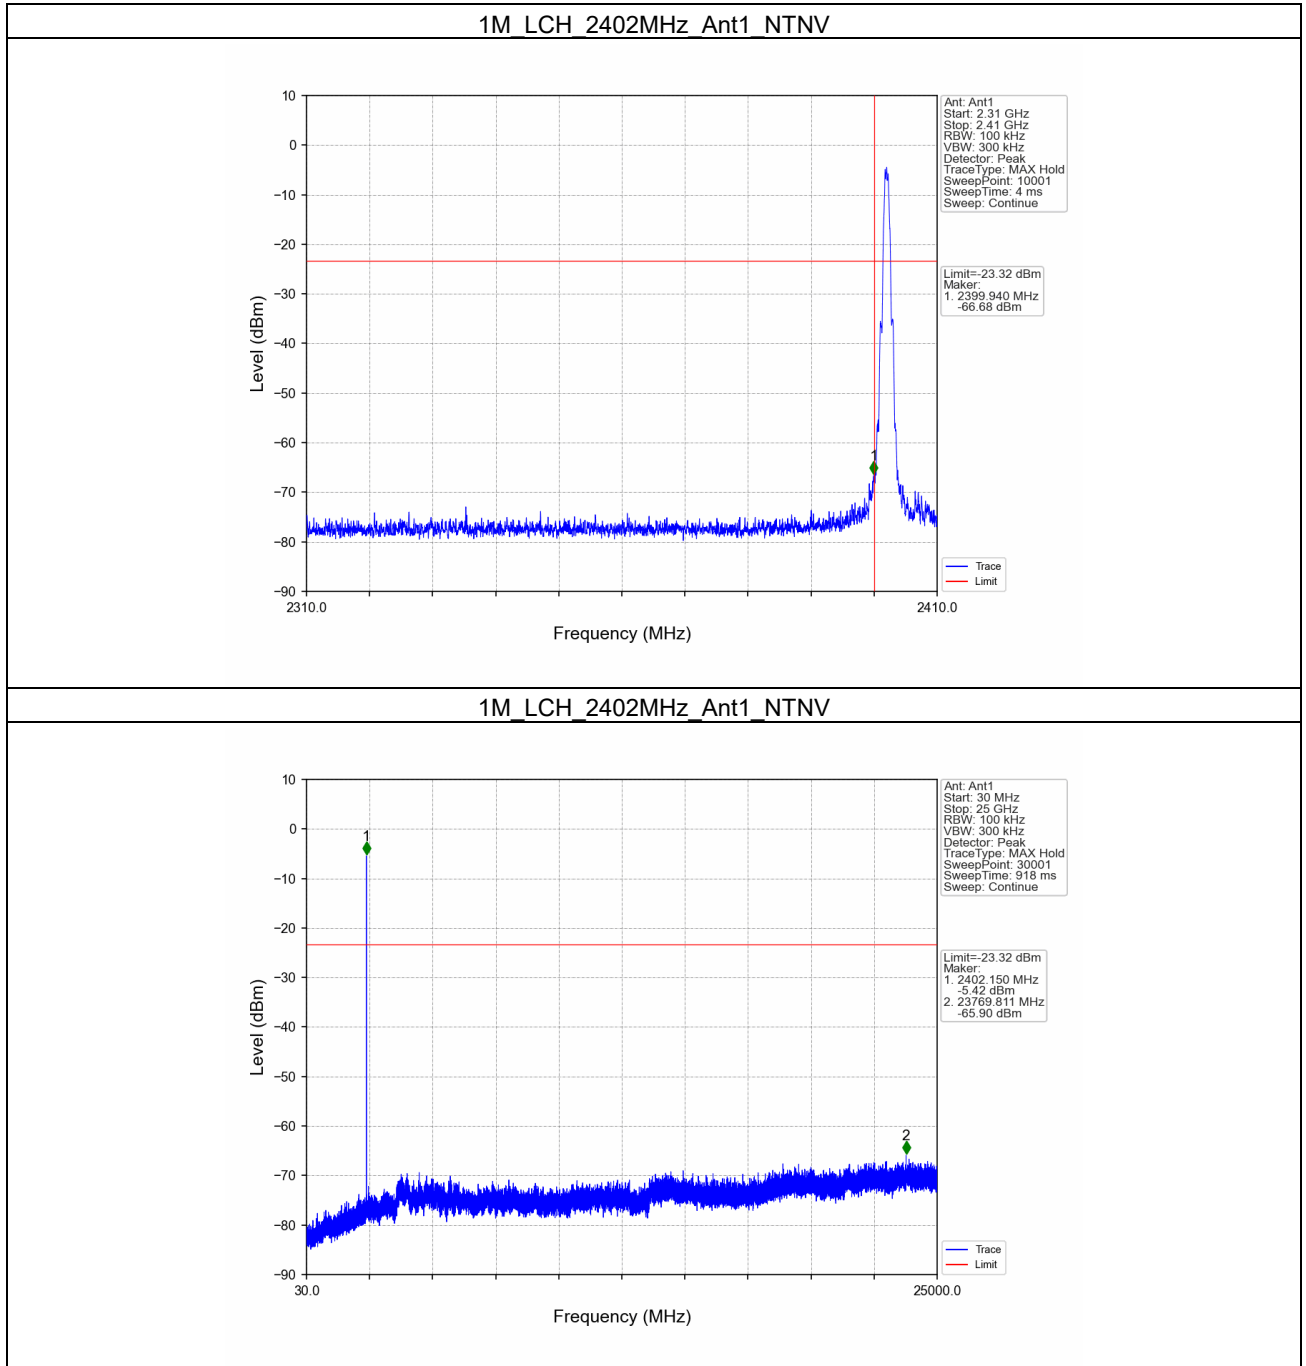 1M_LCH_2402MHz_Ant1_NTNV
10
0
−10
−20
−30
−40
−50
−60
−70
−80
−90
Level (dBm)
1
2310.0
2410.0
Frequency (MHz)
Ant: Ant1
Start: 2.31 GHz
Stop: 2.41 GHz
RBW: 100 kHz
VBW: 300 kHz
Detector: Peak
TraceType: MAX Hold
SweepPoint: 10001
SweepTime: 4 ms
Sweep: Continue
Limit=-23.32 dBm
Maker:
1. 2399.940 MHz
-66.68 dBm
Trace
Limit
1M_LCH_2402MHz_Ant1_NTNV
10
0
−10
−20
−30
−40
−50
−60
−70
−80
−90
Level (dBm)
1
2
30.0
25000.0
Frequency (MHz)
Ant: Ant1
Start: 30 MHz
Stop: 25 GHz
RBW: 100 kHz
VBW: 300 kHz
Detector: Peak
TraceType: MAX Hold
SweepPoint: 30001
SweepTime: 918 ms
Sweep: Continue
Limit=-23.32 dBm
Maker:
1. 2402.150 MHz
-5.42 dBm
2. 23769.811 MHz
-65.90 dBm
Trace
Limit